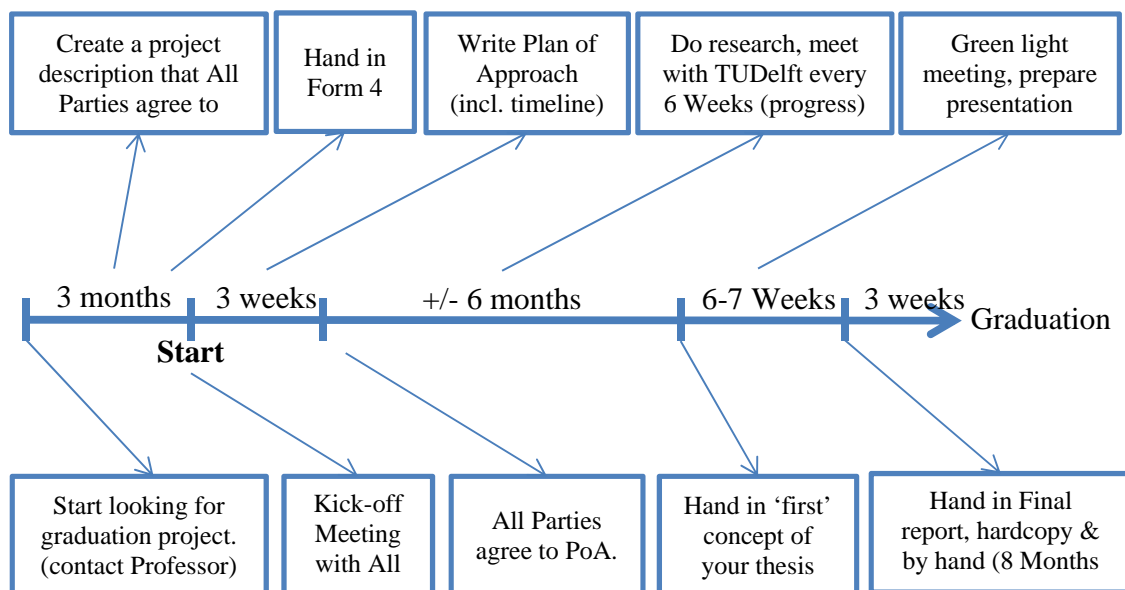 Create a project
description that All
Parties agree to
Hand in
Form 4
Write Plan of
Approach
(incl. timeline)
Do research, meet
with TUDelft every
6 Weeks (progress)
Green light
meeting, prepare
presentation
3 months
3 weeks
+/- 6 months
6-7 Weeks
3 weeks
Graduation
Start
Start looking for
graduation project.
(contact Professor)
Kick-off
Meeting
with All
All Parties
agree to PoA.
Hand in ‘first’
concept of
your thesis
Hand in Final
report, hardcopy &
by hand (8 Months